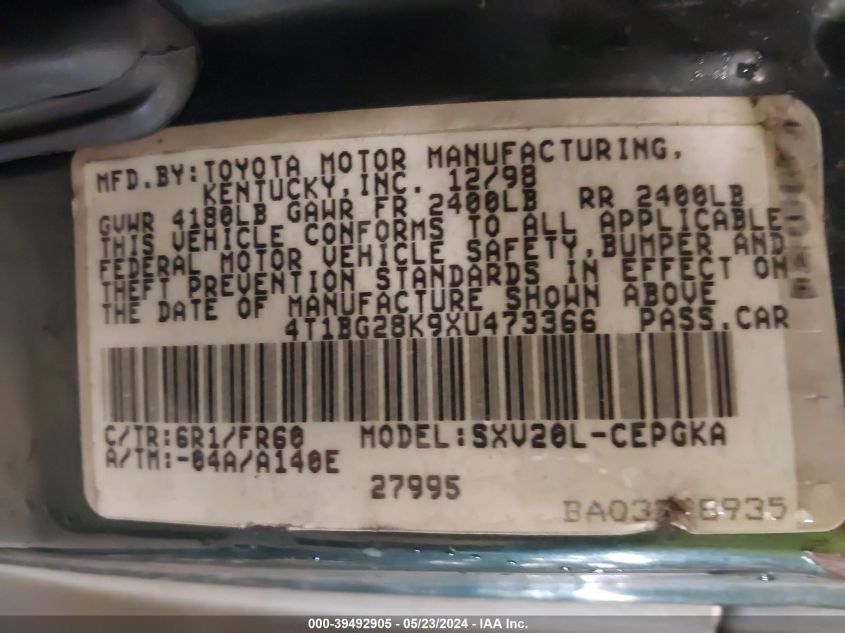 MFD.BY:TOYOTA MOTOR MANUFACTURING,
KENTUCKY,INC. 12/98
GVWR 4180LB GAWR FR 2400LB RR 2400LB
THIS VEHICLE CONFORMS TO ALL APPLICABLE
FEDERAL MOTOR VEHICLE SAFETY,BUMPER AND
THEFT PREVENTION STANDARDS IN EFFECT ON
THE DATE OF MANUFACTURE SHOWN ABOVE
4T1BG28K9XU473366 PASS.CAR
C/TR:6R1/FR60 MODEL:SXV20L-CEPGKA
A/TM:-04A/A140E
27995
000-39492905 - 05/23/2024 - IAA Inc.